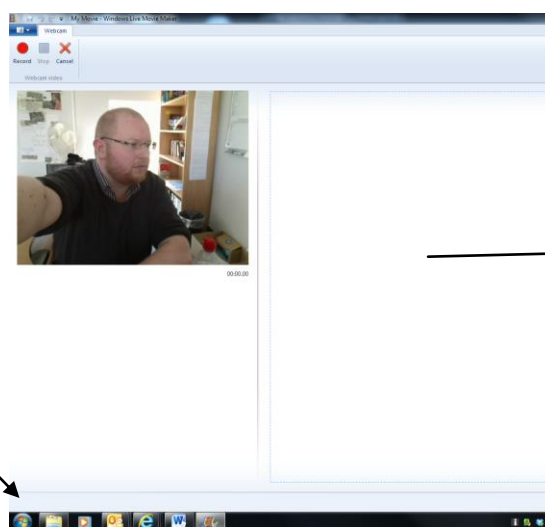 My Movie - Windows Live Movie Maker
Webcam
Record Stop Cancel
Webcam video
00:00.00